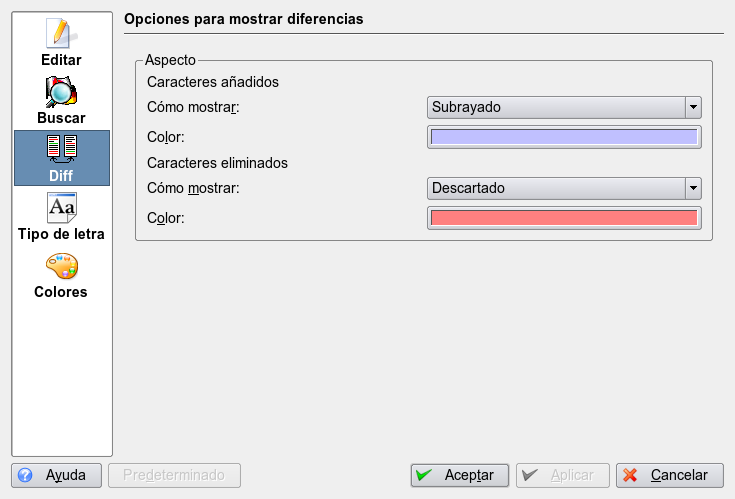 Opciones para mostrar diferencias
Editar
Buscar
Diff
Tipo de letra
Colores
Aspecto
Caracteres añadidos
Cómo mostrar: Subrayado
Color:
Caracteres eliminados
Cómo mostrar: Descartado
Color:
Ayuda Predeterminado Aceptar Aplicar Cancelar